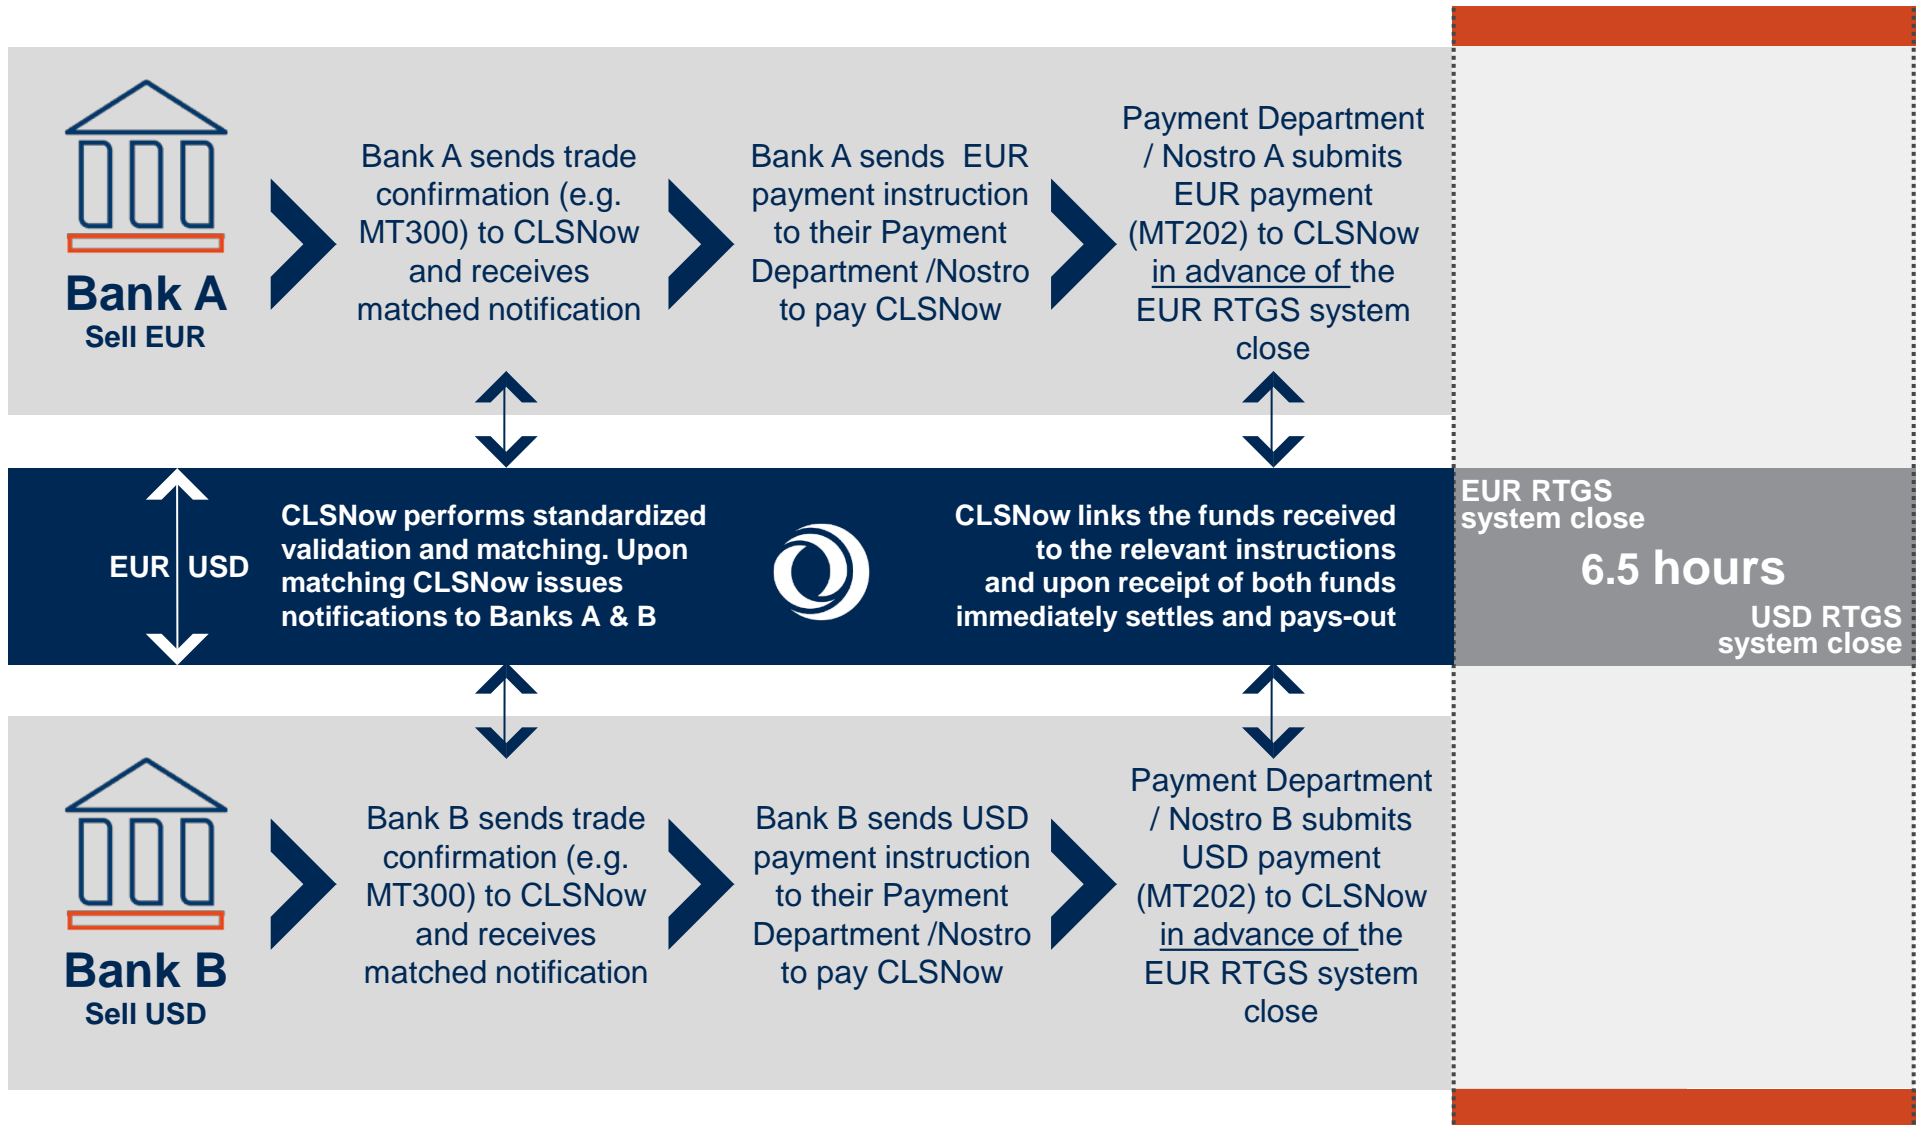 Bank A
Sell EUR
Bank A sends trade
confirmation (e.g.
MT300) to CLSNow
and receives
matched notification
Bank A sends EUR
payment instruction
to their Payment
Department /Nostro
to pay CLSNow
Payment Department
/ Nostro A submits
EUR payment
(MT202) to CLSNow
in advance of the
EUR RTGS system
close
EUR USD
CLSNow performs standardized
validation and matching. Upon
matching CLSNow issues
notifications to Banks A & B
CLSNow links the funds received
to the relevant instructions
and upon receipt of both funds
immediately settles and pays-out
EUR RTGS
system close
6.5 hours
USD RTGS
system close
Bank B
Sell USD
Bank B sends trade
confirmation (e.g.
MT300) to CLSNow
and receives
matched notification
Bank B sends USD
payment instruction
to their Payment
Department /Nostro
to pay CLSNow
Payment Department
/ Nostro B submits
USD payment
(MT202) to CLSNow
in advance of the
EUR RTGS system
close